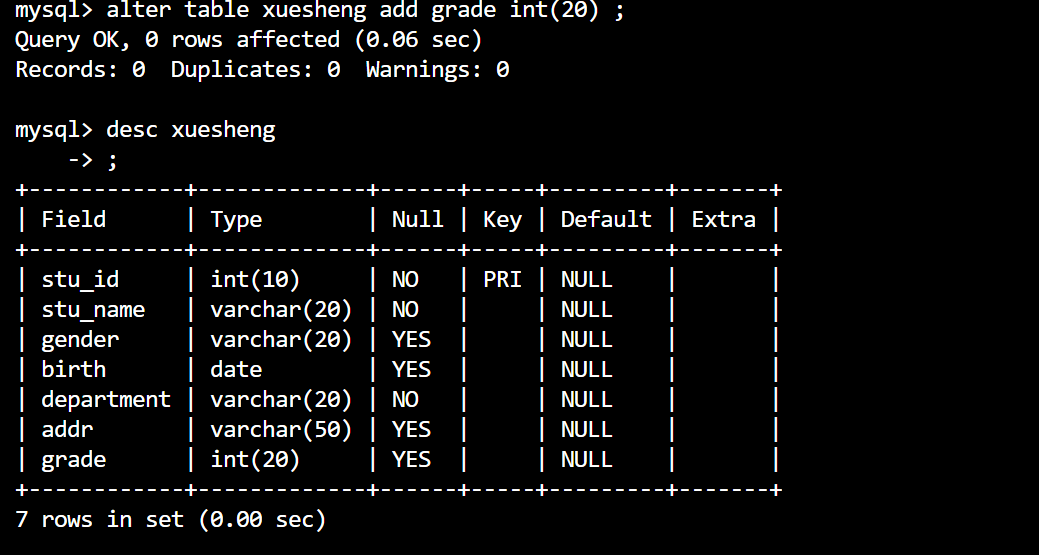 mysql> alter table xuesheng add grade int(20) ;
Query OK, 0 rows affected (0.06 sec)
Records: 0  Duplicates: 0  Warnings: 0

mysql> desc xuesheng
    -> ;
+------------+-------------+------+-----+---------+-------+
| Field      | Type        | Null | Key | Default | Extra |
+------------+-------------+------+-----+---------+-------+
| stu_id     | int(10)     | NO   | PRI | NULL    |       |
| stu_name   | varchar(20) | NO   |     | NULL    |       |
| gender     | varchar(20) | YES  |     | NULL    |       |
| birth      | date        | YES  |     | NULL    |       |
| department | varchar(20) | NO   |     | NULL    |       |
| addr       | varchar(50) | YES  |     | NULL    |       |
| grade      | int(20)     | YES  |     | NULL    |       |
+------------+-------------+------+-----+---------+-------+
7 rows in set (0.00 sec)